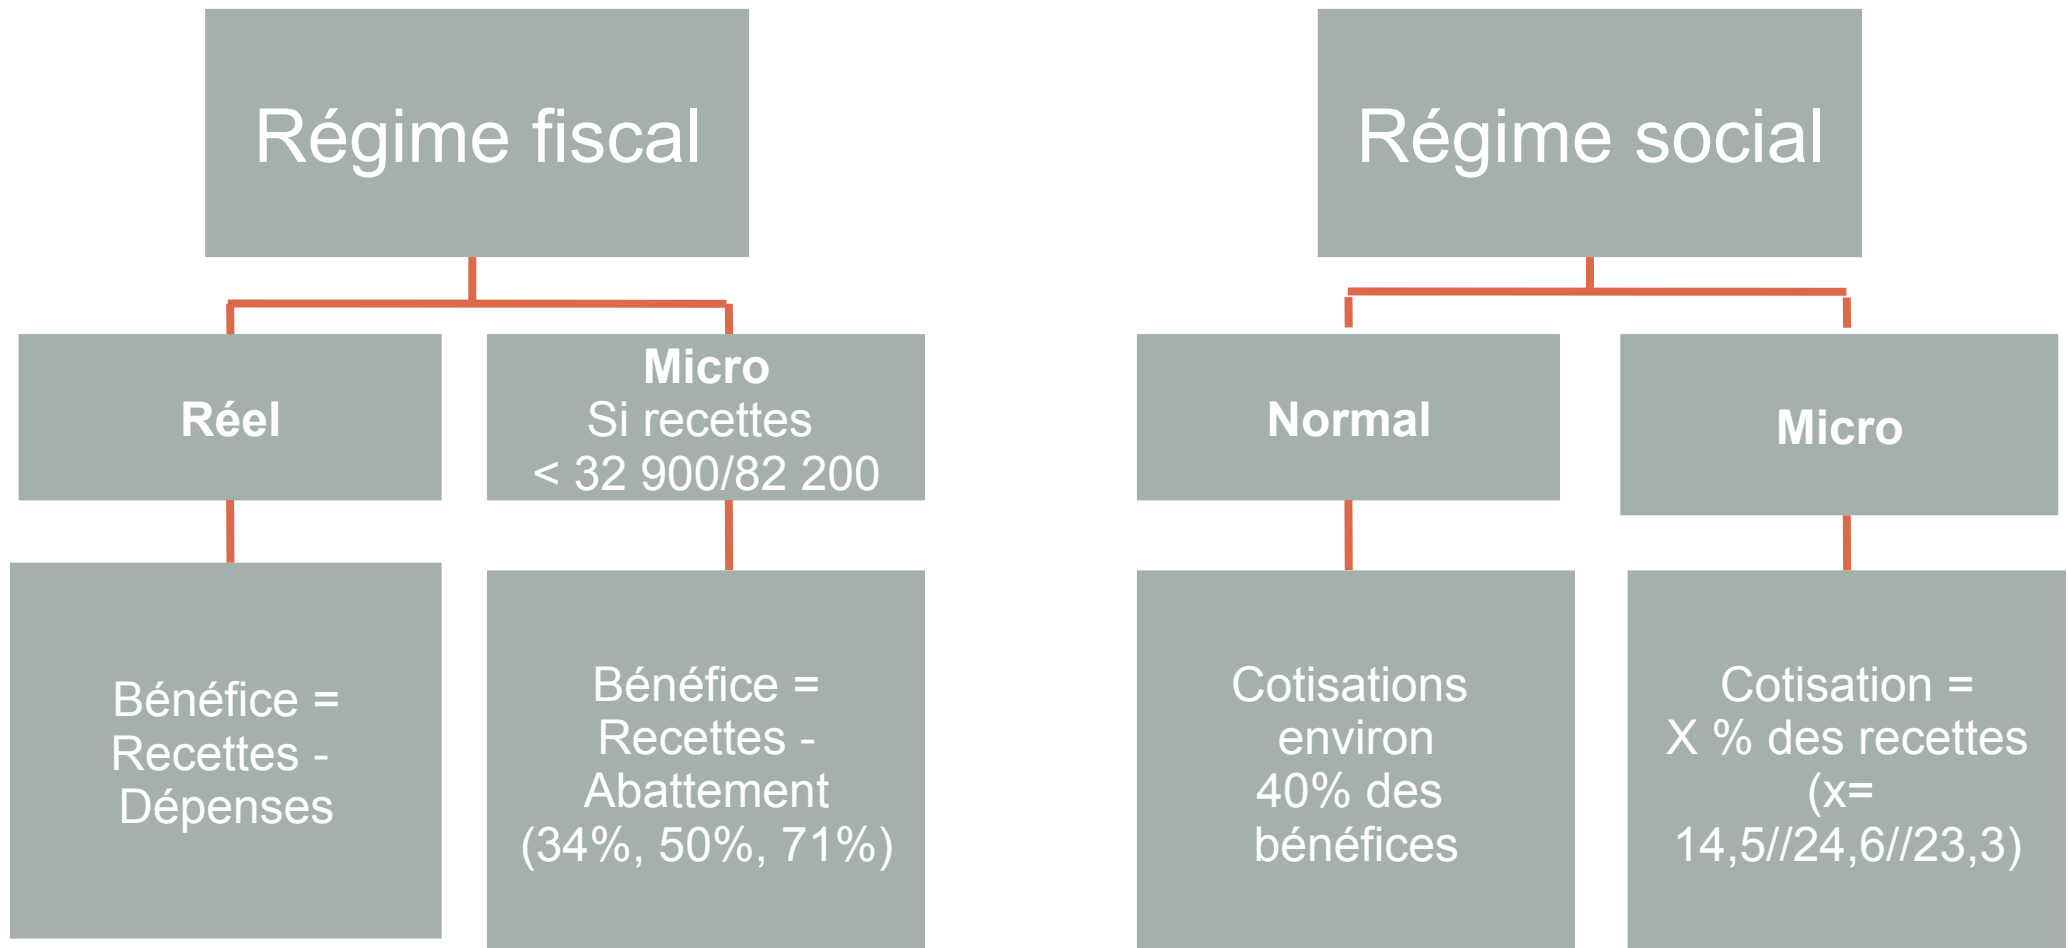 Régime fiscal
Réel
Bénéfice =
Recettes -
Dépenses
Micro
Si recettes
< 32 900/82 200
Bénéfice =
Recettes -
Abattement
(34%, 50%, 71%)
Régime social
Normal
Cotisations
environ
40% des
bénéfices
Micro
Cotisation =
X % des recettes
(x=
14,5//24,6//23,3)